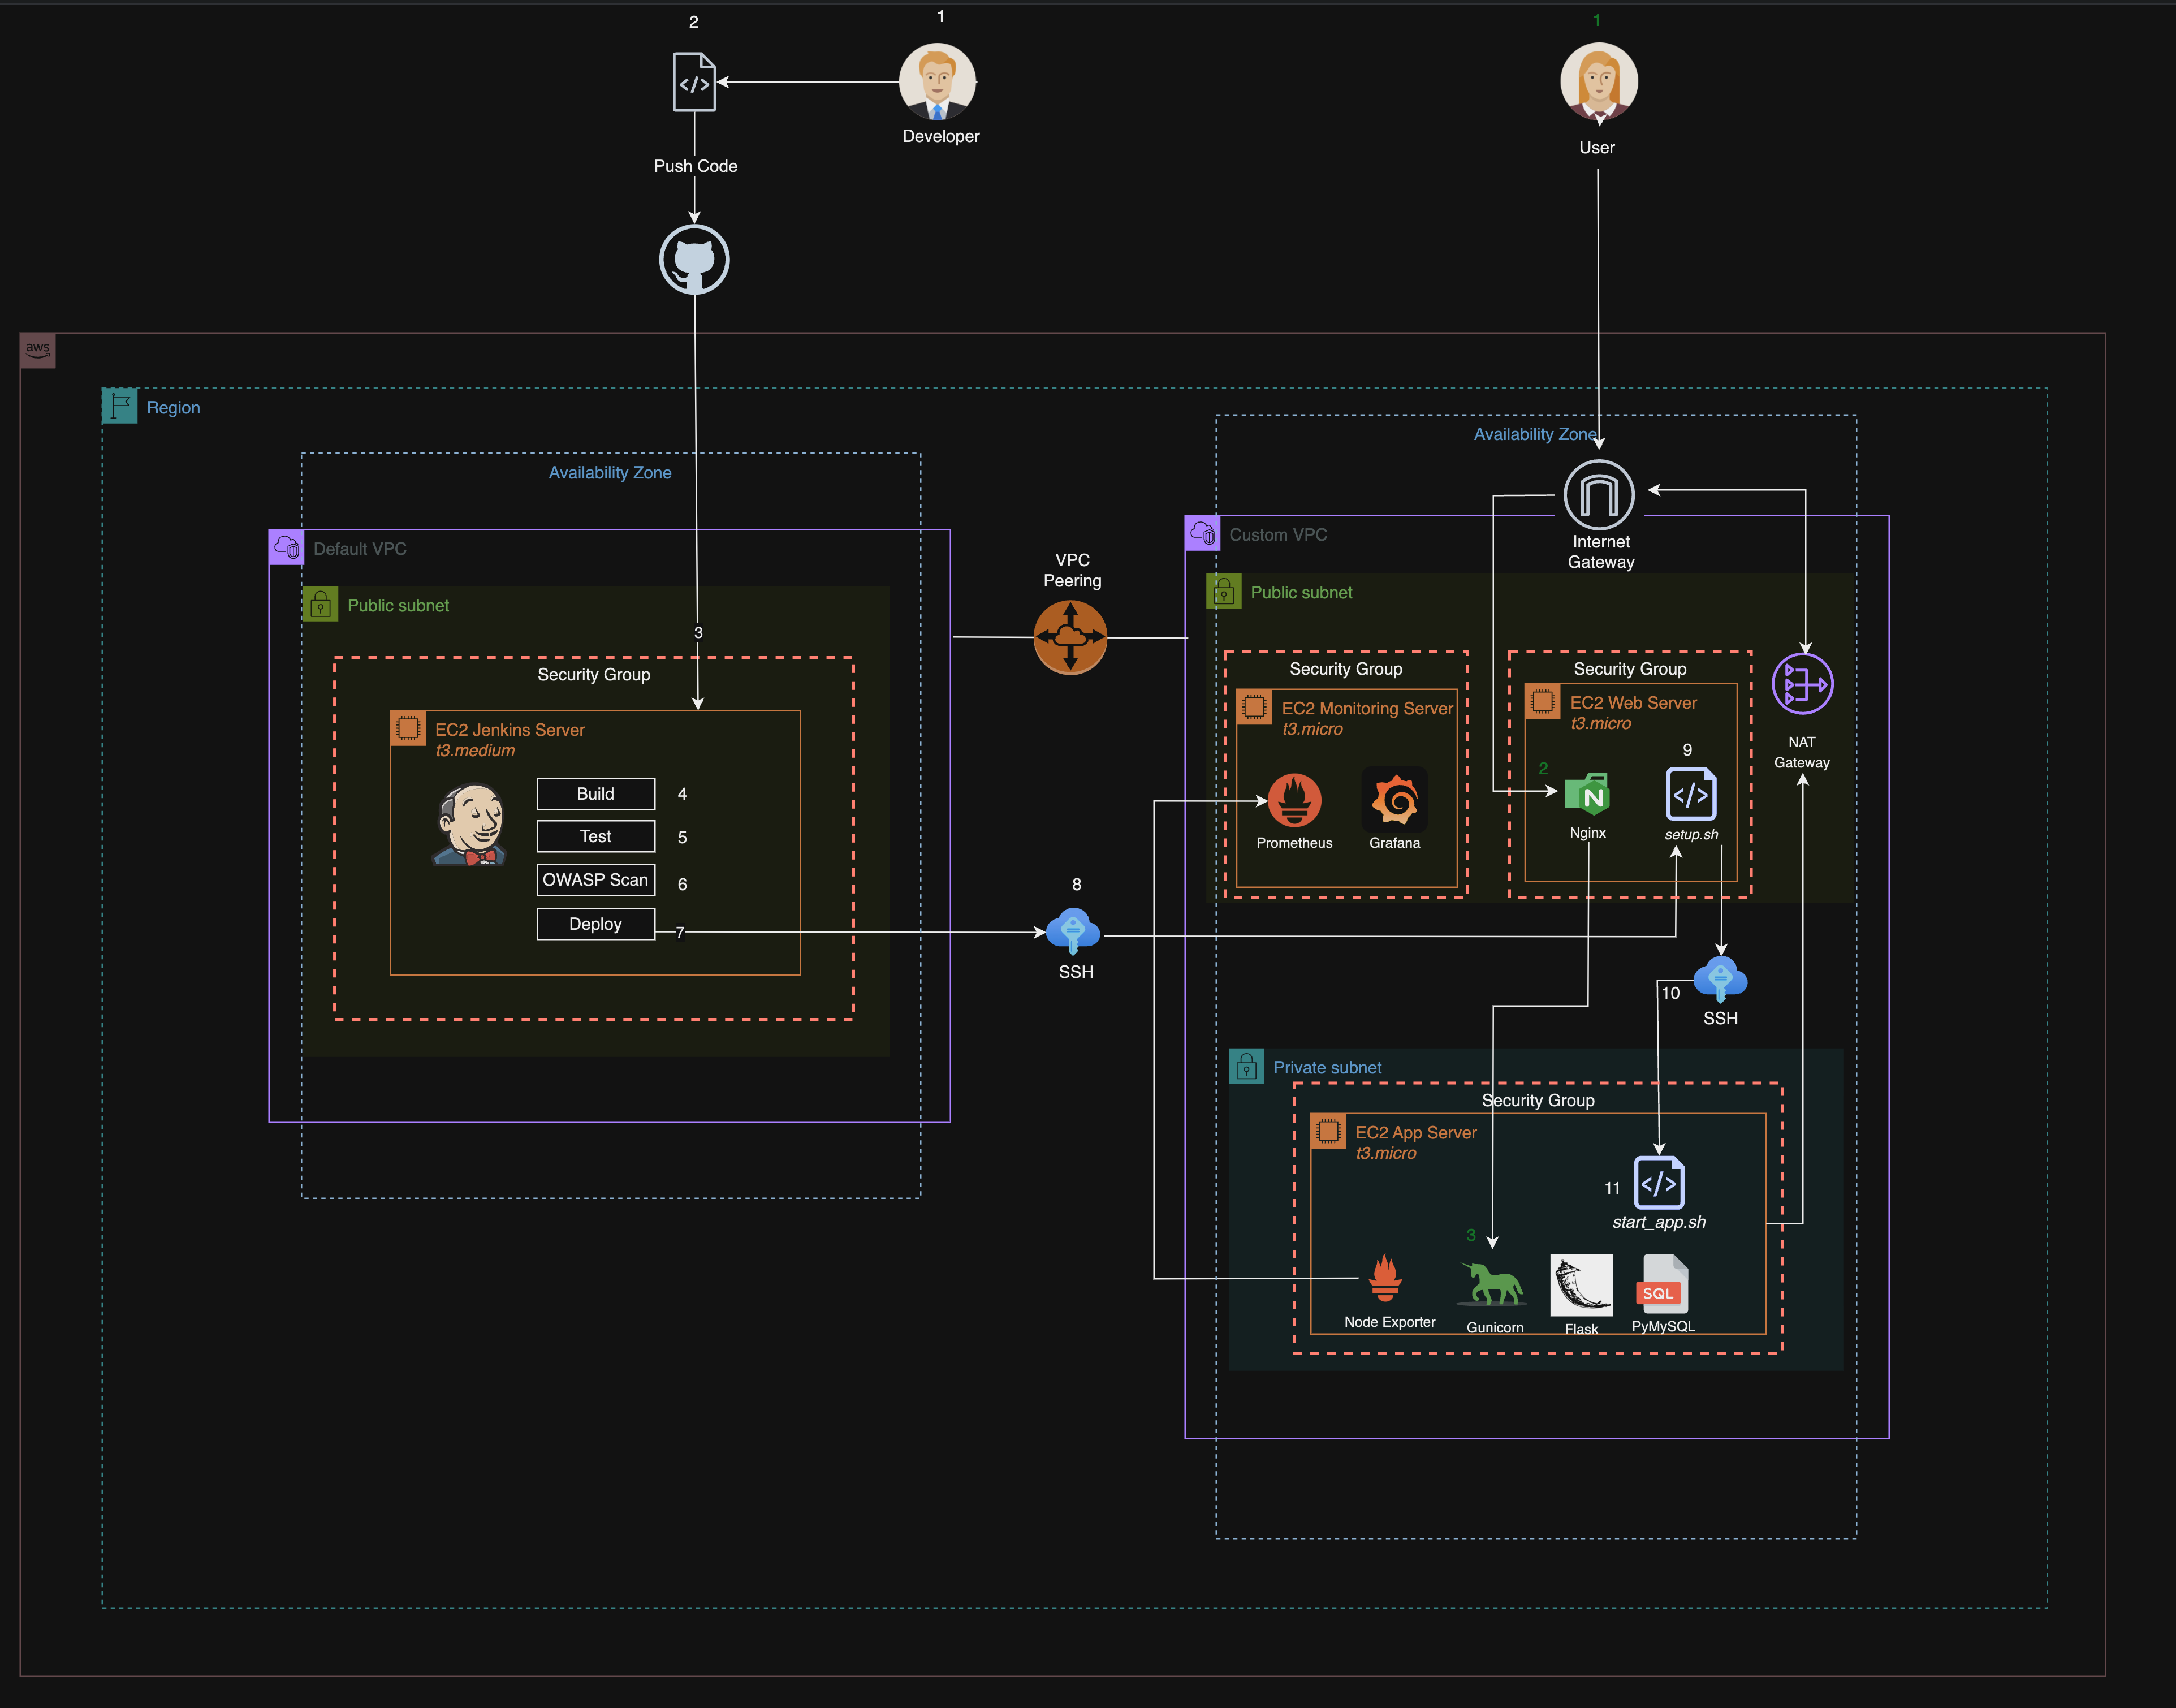 2
1
1
Developer
User
Push Code
aws
Region
Availability Zone
Availability Zone
Default VPC
Custom VPC
Internet
Gateway
VPC
Peering
Public subnet
Public subnet
3
Security Group
Security Group
Security Group
EC2 Jenkins Server
t3.medium
EC2 Monitoring Server
t3.micro
EC2 Web Server
t3.micro
NAT
Gateway
Build
4
Test
5
OWASP Scan
6
Deploy
7
2
9
Prometheus
Grafana
Nginx
setup.sh
8
SSH
10
SSH
Private subnet
Security Group
EC2 App Server
t3.micro
11
start_app.sh
3
Node Exporter
Gunicorn
Flask
SQL
PyMySQL